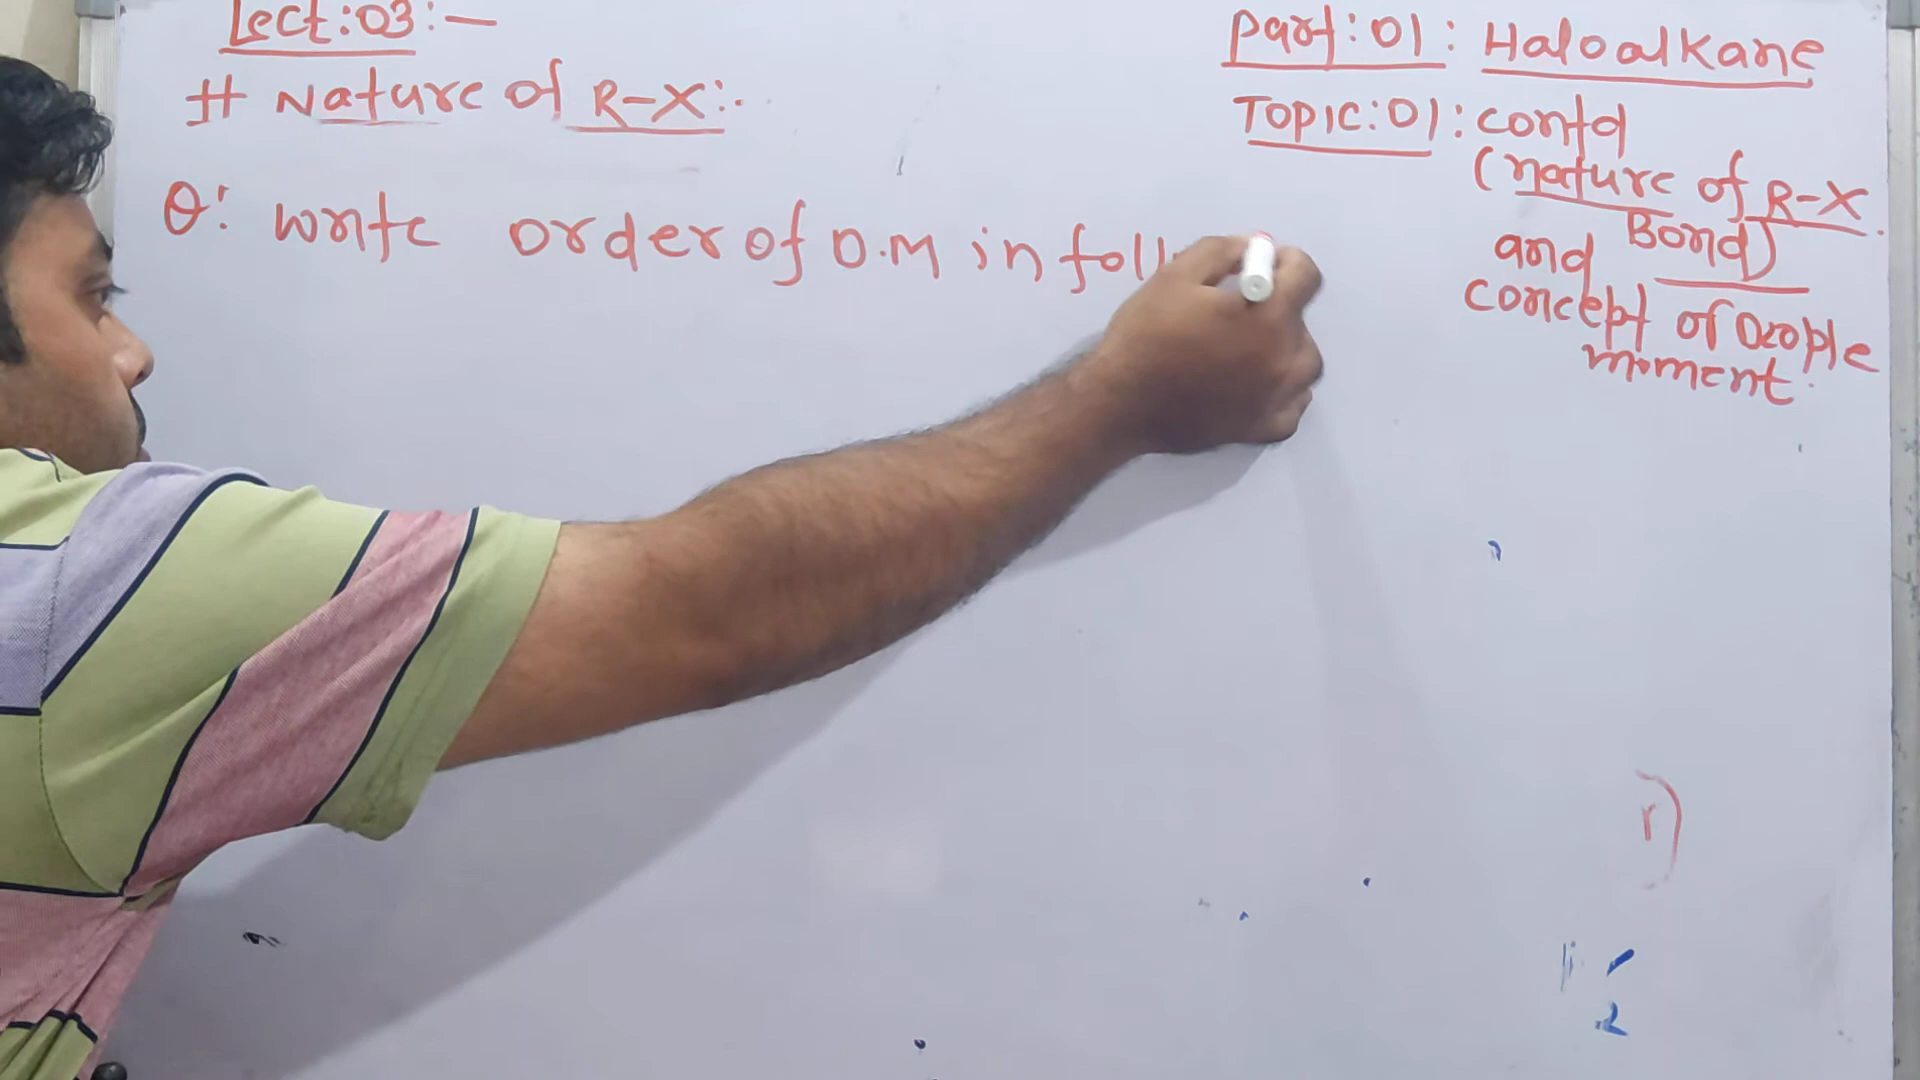 Lect:03:—
# Nature of R-X:.
Q: write order of D.M in foll
Part:01: Haloalkane
TOPIC:01: contd
(nature of R-X
Bond)
and
concept of Diople
moment.
r)